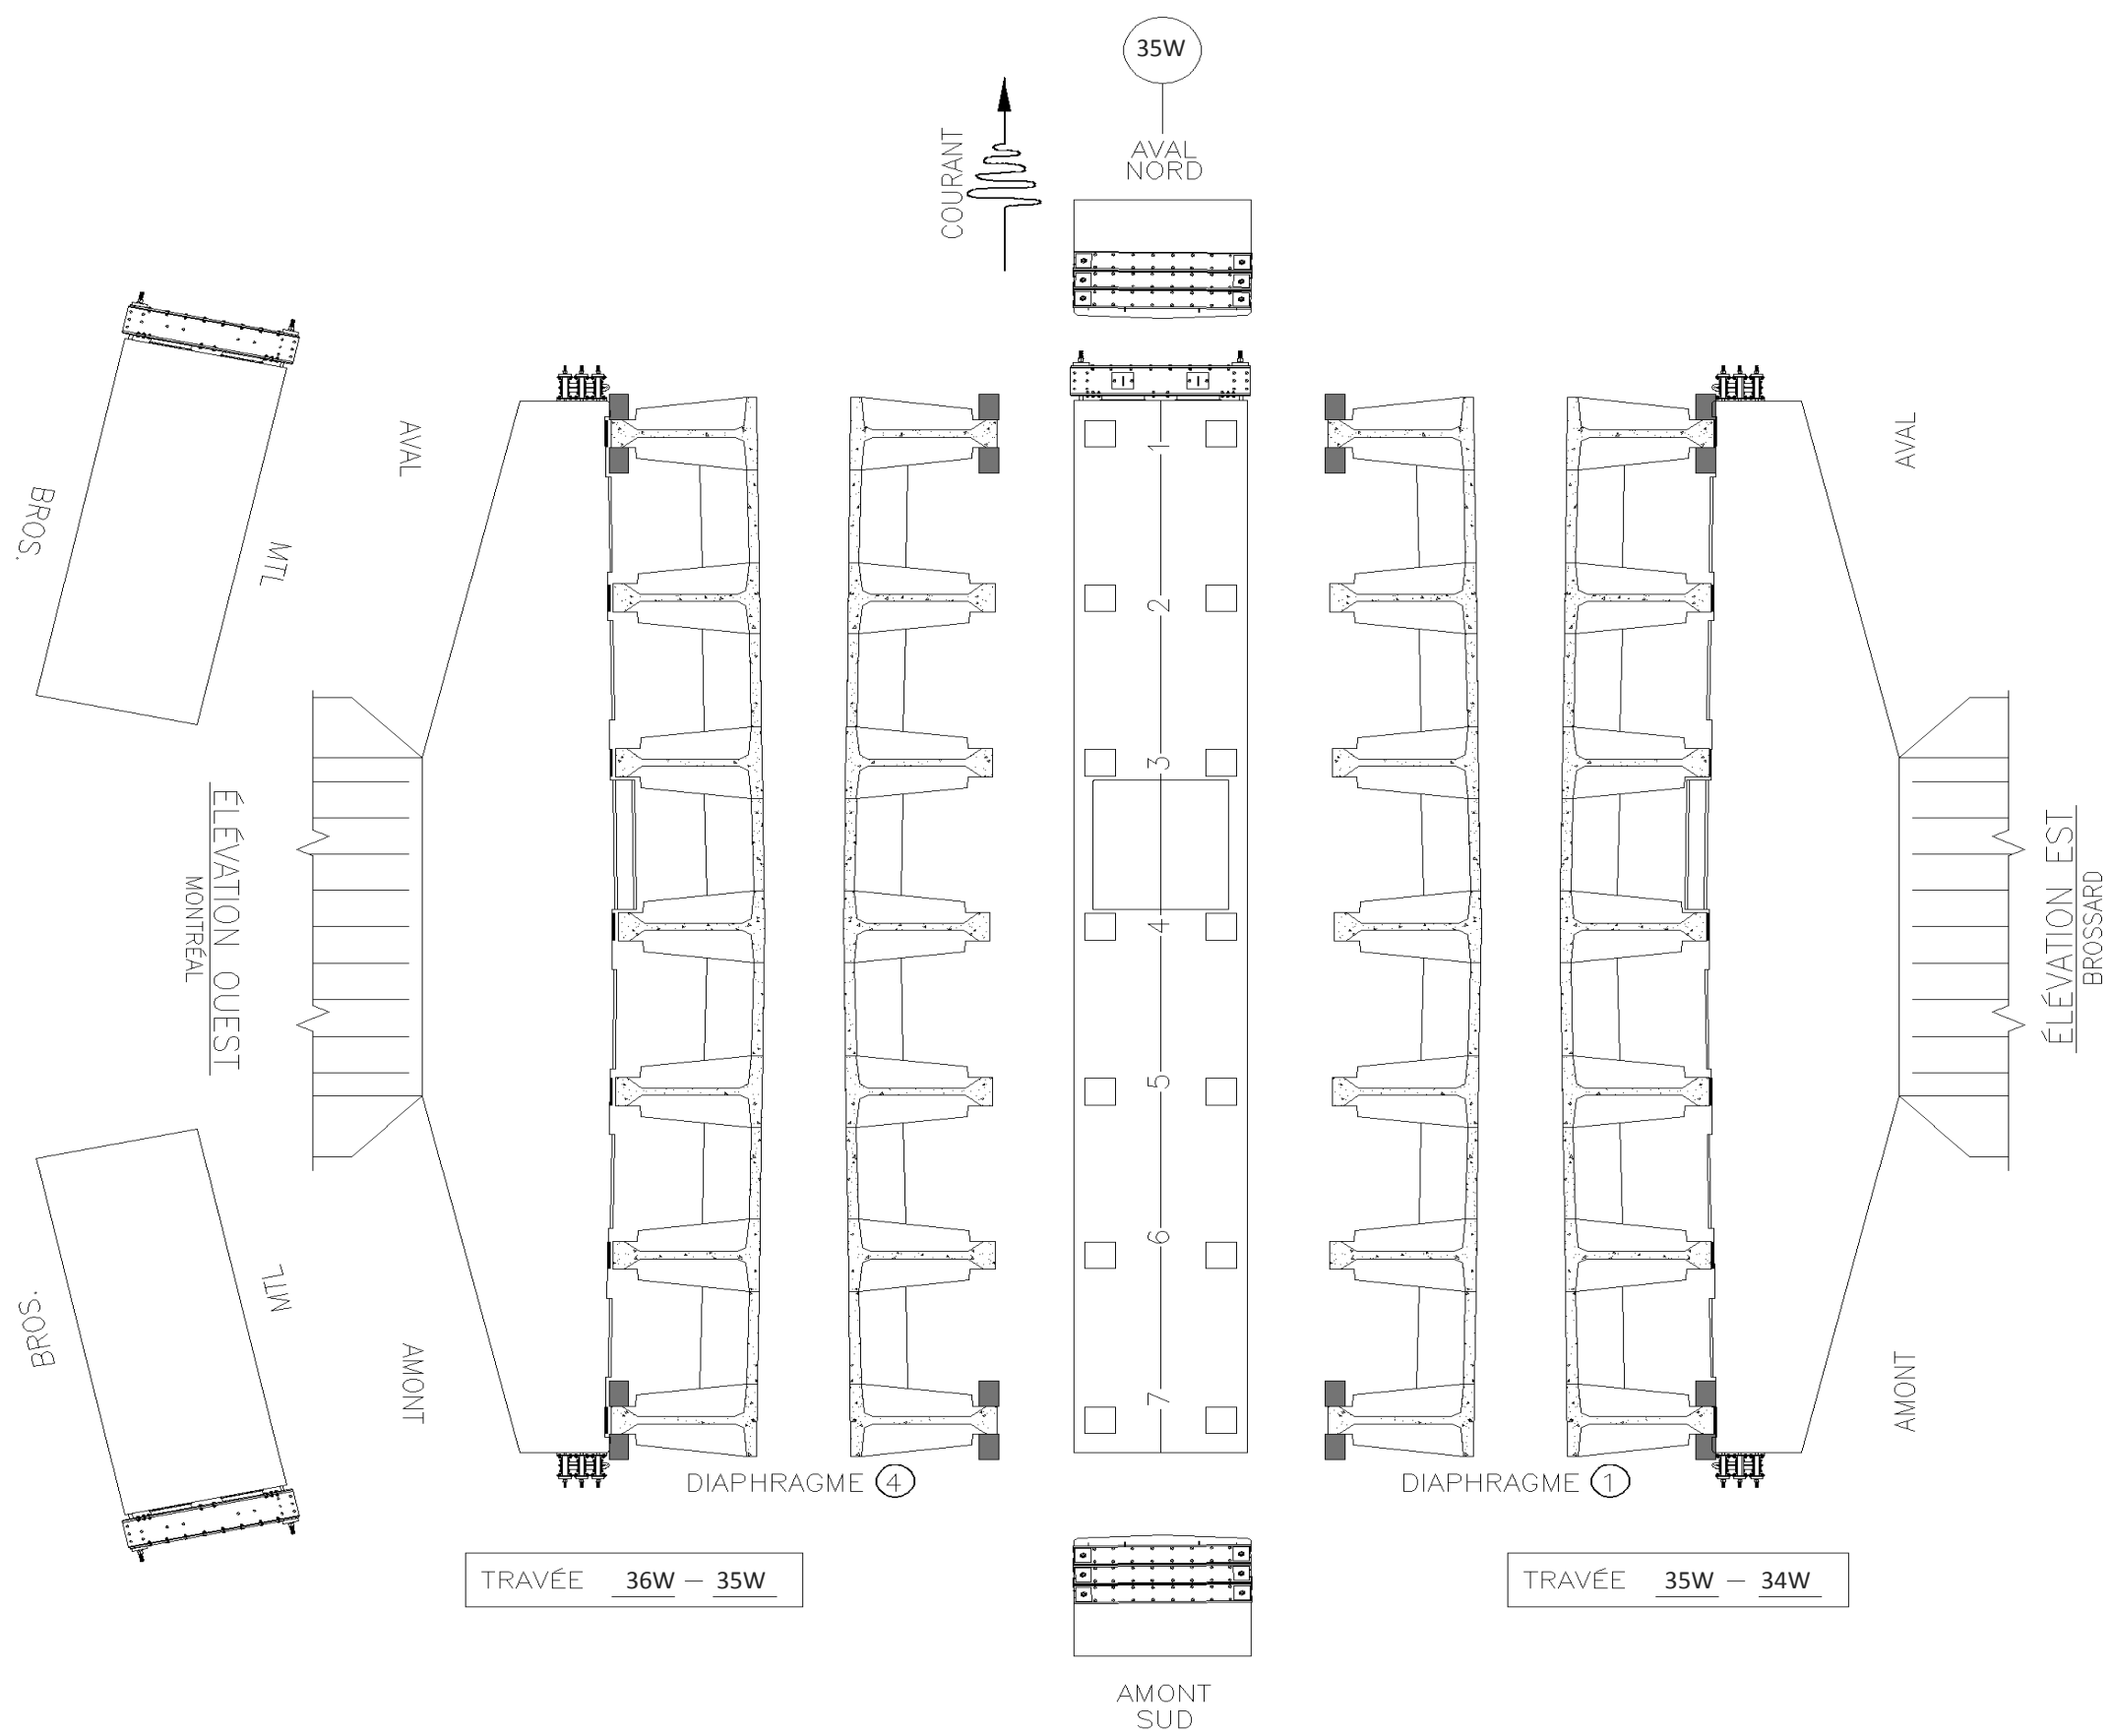 35W
AVAL
NORD
COURANT
AVAL
AVAL
BROS.
MTL
1
2
3
4
5
6
7
ÉLÉVATION OUEST
MONTRÉAL
ÉLÉVATION EST
BROSSARD
BROS.
MTL
AMONT
AMONT
DIAPHRAGME 4
DIAPHRAGME 1
TRAVÉE 36W — 35W
TRAVÉE 35W — 34W
AMONT
SUD